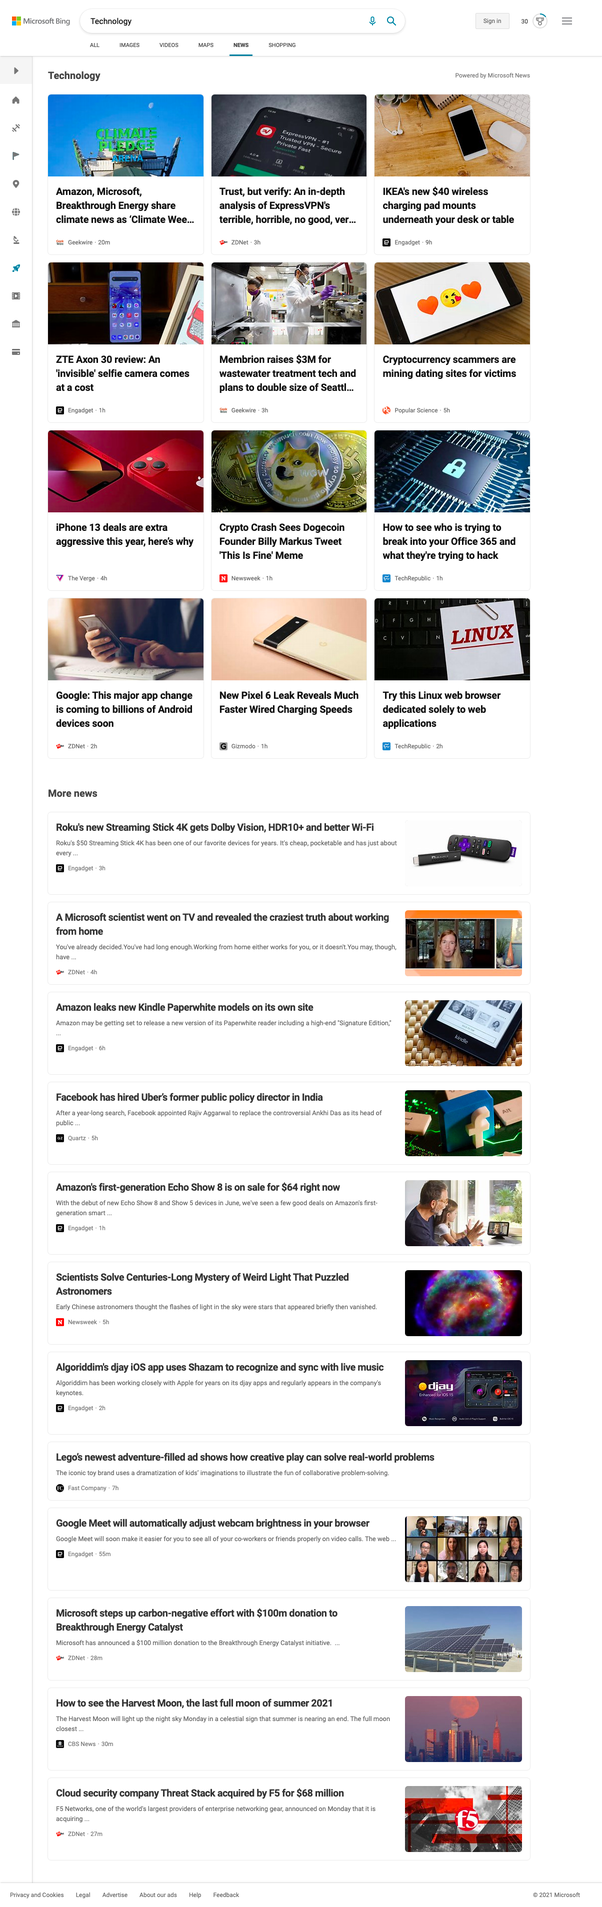 Microsoft Bing
Technology
Sign in
30
ALL
IMAGES
VIDEOS
MAPS
NEWS
SHOPPING
Technology
Powered by Microsoft News
CLIMATE
PLEDGE
ARENA
ExpressVPN - #1
Trusted VPN - Secure
Private Fast
Amazon, Microsoft,
Breakthrough Energy share
climate news as 'Climate Wee...
Geekwire · 20m
Trust, but verify: An in-depth
analysis of ExpressVPN's
terrible, horrible, no good, ver...
ZDNet · 3h
IKEA's new $40 wireless
charging pad mounts
underneath your desk or table
Engadget · 9h
ZTE Axon 30 review: An
'invisible' selfie camera comes
at a cost
Engadget · 1h
Membrion raises $3M for
wastewater treatment tech and
plans to double size of Seattl...
Geekwire · 3h
Cryptocurrency scammers are
mining dating sites for victims
Popular Science · 5h
WOW
iPhone 13 deals are extra
aggressive this year, here's why
The Verge · 4h
Crypto Crash Sees Dogecoin
Founder Billy Markus Tweet
'This Is Fine' Meme
Newsweek · 1h
How to see who is trying to
break into your Office 365 and
what they're trying to hack
TechRepublic · 1h
LINUX
Google: This major app change
is coming to billions of Android
devices soon
ZDNet · 2h
New Pixel 6 Leak Reveals Much
Faster Wired Charging Speeds
Gizmodo · 1h
Try this Linux web browser
dedicated solely to web
applications
TechRepublic · 2h
More news
Roku's new Streaming Stick 4K gets Dolby Vision, HDR10+ and better Wi-Fi
Roku's $50 Streaming Stick 4K has been one of our favorite devices for years. It's cheap, pocketable and has just about
every ...
Engadget · 3h
A Microsoft scientist went on TV and revealed the craziest truth about working
from home
You've already decided.You've had long enough.Working from home either works for you, or it doesn't.You may, though,
have ...
ZDNet · 4h
Amazon leaks new Kindle Paperwhite models on its own site
Amazon may be getting set to release a new version of its Paperwhite reader including a high-end "Signature Edition,"
...
Engadget · 6h
kindle
Facebook has hired Uber's former public policy director in India
After a year-long search, Facebook appointed Rajiv Aggarwal to replace the controversial Ankhi Das as its head of
public ...
Quartz · 5h
Amazon's first-generation Echo Show 8 is on sale for $64 right now
With the debut of new Echo Show 8 and Show 5 devices in June, we've seen a few good deals on Amazon's first-
generation smart ...
Engadget · 1h
Scientists Solve Centuries-Long Mystery of Weird Light That Puzzled
Astronomers
Early Chinese astronomers thought the flashes of light in the sky were stars that appeared briefly then vanished.
Newsweek · 5h
Algoriddim's djay iOS app uses Shazam to recognize and sync with live music
Algoriddim has been working closely with Apple for years on its djay apps and regularly appears in the company's
keynotes.
Engadget · 2h
djay
Enhanced for iOS 15
Lego's newest adventure-filled ad shows how creative play can solve real-world problems
The iconic toy brand uses a dramatization of kids' imaginations to illustrate the fun of collaborative problem-solving.
Fast Company · 7h
Google Meet will automatically adjust webcam brightness in your browser
Google Meet will soon make it easier for you to see all of your co-workers or friends properly on video calls. The web ...
Engadget · 55m
Microsoft steps up carbon-negative effort with $100m donation to
Breakthrough Energy Catalyst
Microsoft has announced a $100 million donation to the Breakthrough Energy Catalyst initiative. ...
ZDNet · 28m
How to see the Harvest Moon, the last full moon of summer 2021
The Harvest Moon will light up the night sky Monday in a celestial sign that summer is nearing an end. The full moon
closest ...
CBS News · 30m
Cloud security company Threat Stack acquired by F5 for $68 million
F5 Networks, one of the world's largest providers of enterprise networking gear, announced on Monday that it is
acquiring ...
ZDNet · 27m
f5
Privacy and Cookies
Legal
Advertise
About our ads
Help
Feedback
© 2021 Microsoft